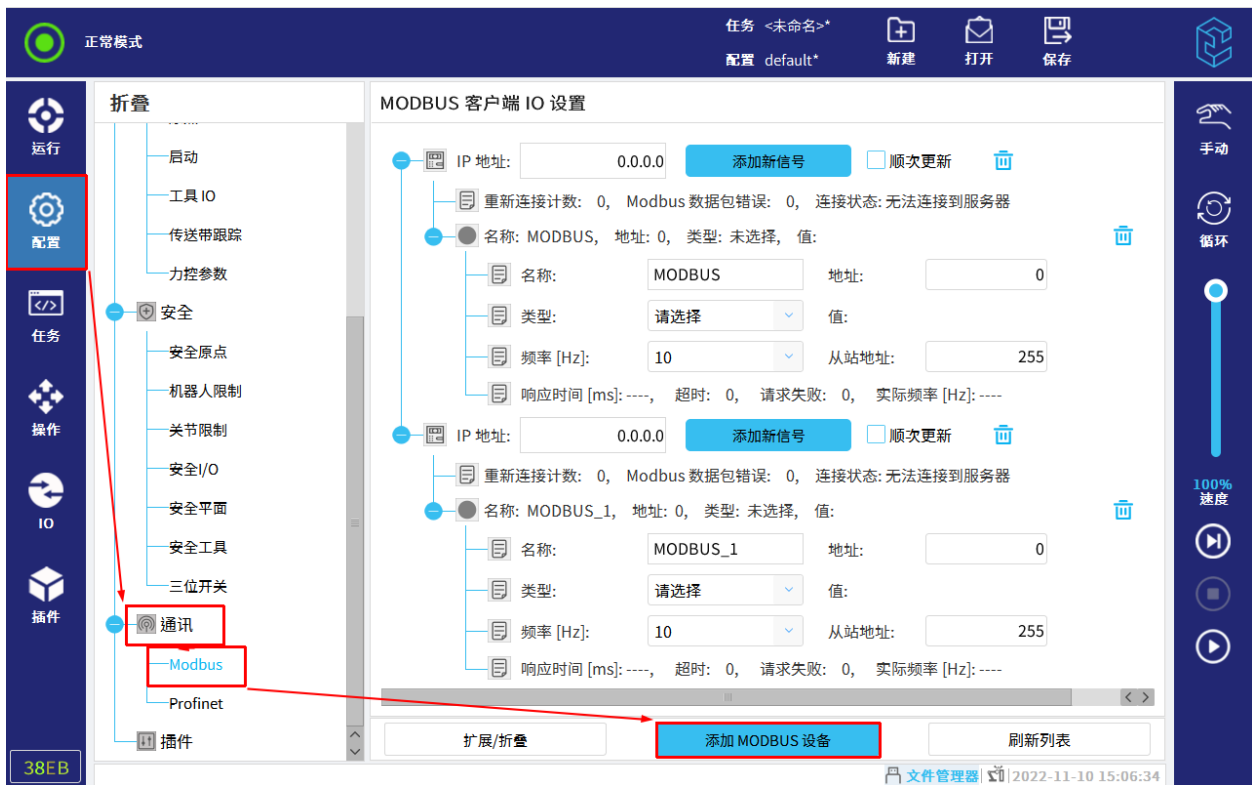 正常模式
任务 <未命名>*
配置 default*
新建
打开
保存
运行
配置
任务
操作
IO
插件
38EB
折叠
启动
工具 IO
传送带跟踪
力控参数
安全
安全原点
机器人限制
关节限制
安全I/O
安全平面
安全工具
三位开关
通讯
Modbus
Profinet
插件
MODBUS 客户端 IO 设置
IP 地址: 0.0.0.0 添加新信号 顺次更新
重新连接计数: 0, Modbus 数据包错误: 0, 连接状态: 无法连接到服务器
名称: MODBUS, 地址: 0, 类型: 未选择, 值:
名称: MODBUS 地址: 0
类型: 请选择 值:
频率 [Hz]: 10 从站地址: 255
响应时间 [ms]: ----, 超时: 0, 请求失败: 0, 实际频率 [Hz]: ----
IP 地址: 0.0.0.0 添加新信号 顺次更新
重新连接计数: 0, Modbus 数据包错误: 0, 连接状态: 无法连接到服务器
名称: MODBUS_1, 地址: 0, 类型: 未选择, 值:
名称: MODBUS_1 地址: 0
类型: 请选择 值:
频率 [Hz]: 10 从站地址: 255
响应时间 [ms]: ----, 超时: 0, 请求失败: 0, 实际频率 [Hz]: ----
扩展/折叠 添加 MODBUS 设备 刷新列表
文件管理器 2022-11-10 15:06:34
手动
循环
100%
速度